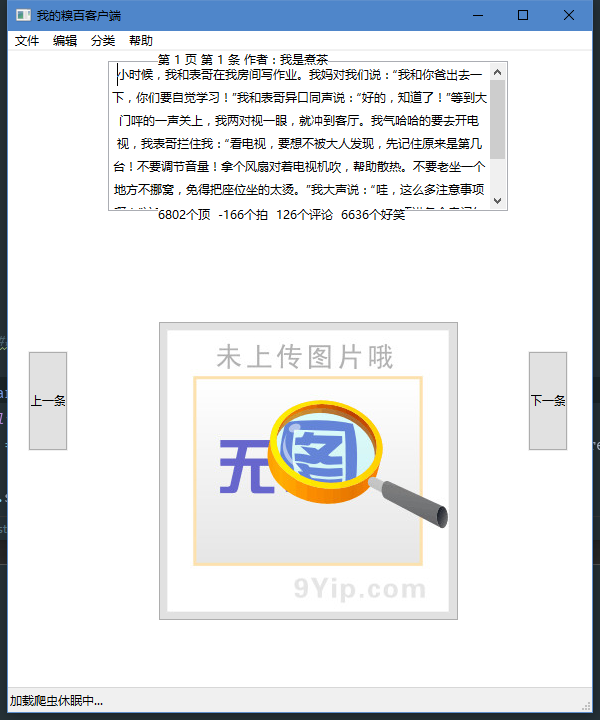 我的糗百客户端
文件 编辑 分类 帮助
第 1 页 第 1 条 作者：我是煮茶
小时候，我和表哥在我房间写作业。我妈对我们说：“我和你爸出去一
下，你们要自觉学习！”我和表哥异口同声说：“好的，知道了！”等到大
门呯的一声关上，我两对视一眼，就冲到客厅。我气哈哈的要去开电
视，我表哥拦住我：“看电视，要想不被大人发现，先记住原来是第几
台！不要调节音量！拿个风扇对着电视机吹，帮助散热。不要老坐一个
地方不挪窝，免得把座位坐的太烫。”我大声说：“哇，这么多注意事项
6802个顶 -166个拍 126个评论 6636个好笑
未上传图片哦
上一条
下一条
无图
9Yip.com
加载爬虫休眠中...